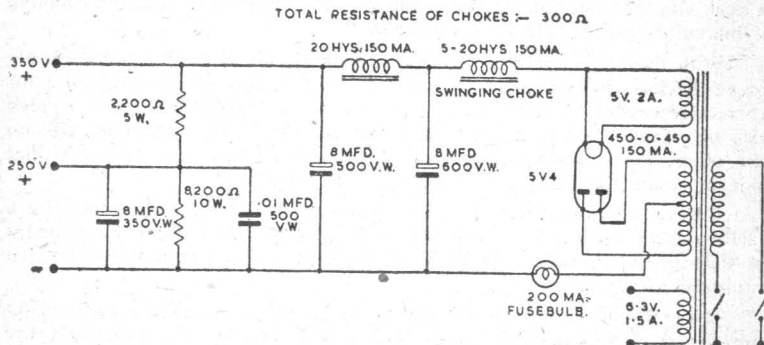 TOTAL RESISTANCE OF CHOKES :— 300Ω
20 HYS. 150 MA.
5-20HYS 150 MA.
350 V
+
SWINGING CHOKE
5V. 2A.
2,200Ω
5 W.
450-0-450
150 MA.
8 MFD.
500 V.W.
8 MFD
600 V.W.
5V4
250 V
+
8 MFD
350 V.W
8,200Ω
10 W.
.01 MFD
500
V.W
-
200 MA.
FUSEBULB.
6·3V.
1·5 A.